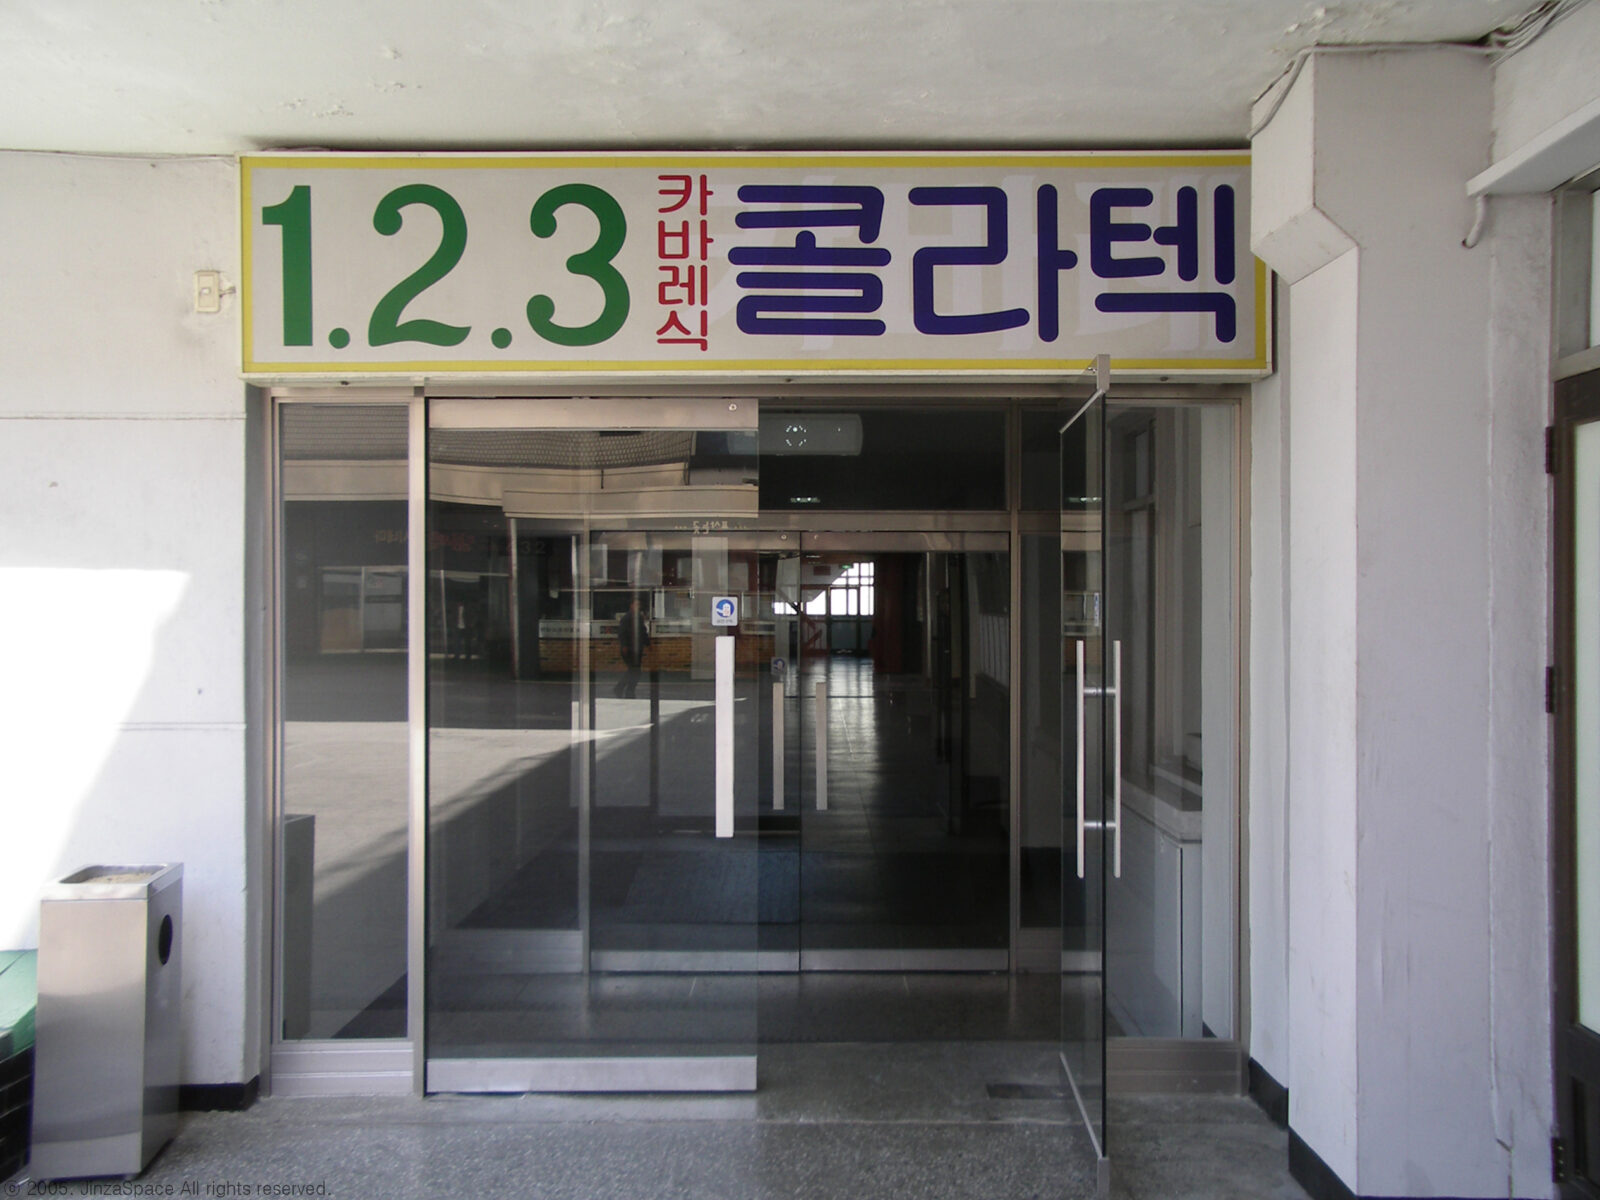 1.2.3 카바레식 콜라텍
© 2005. JinzaSpace All rights reserved.